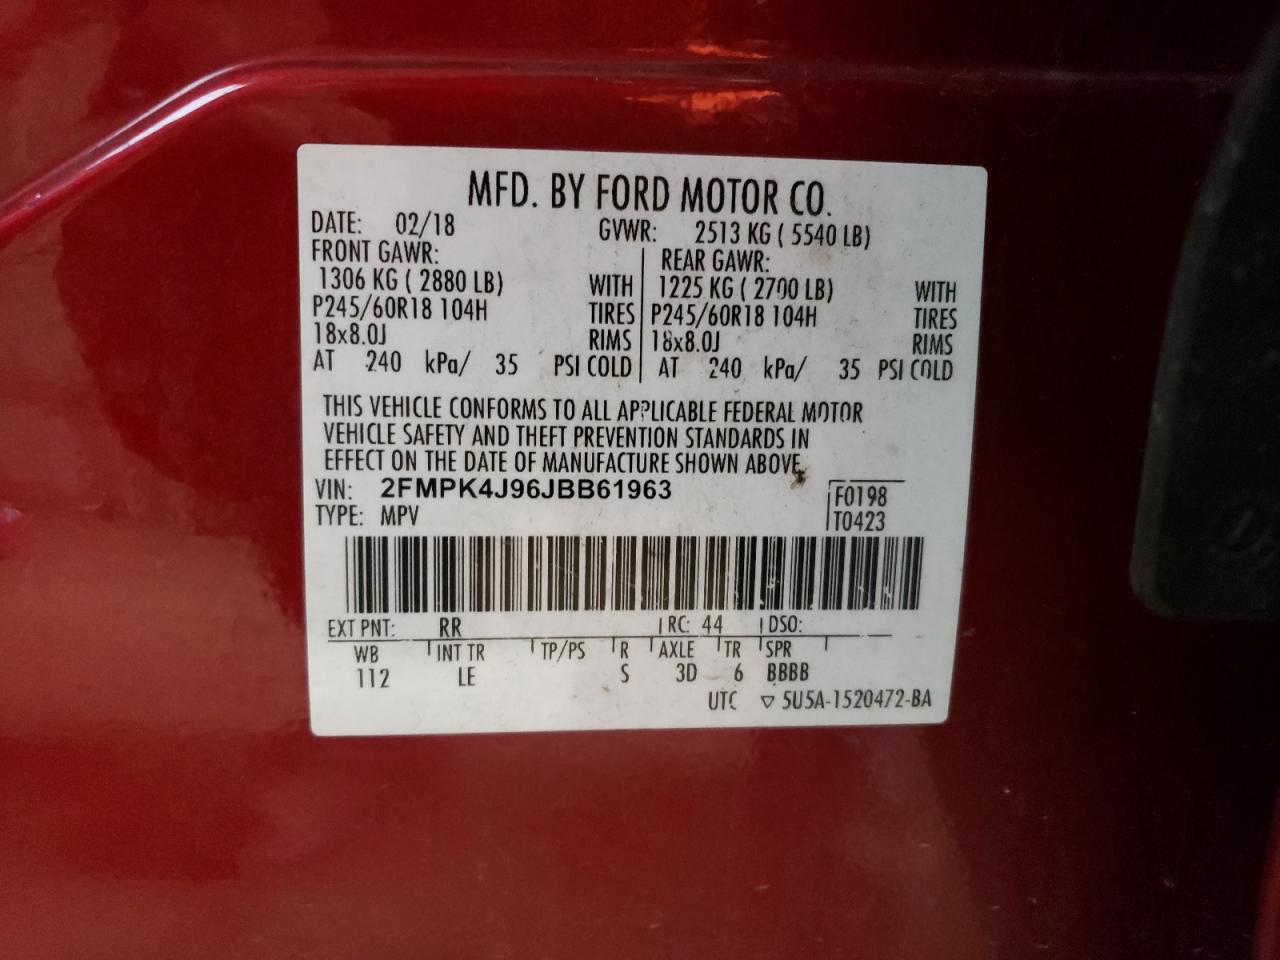 MFD. BY FORD MOTOR CO.
DATE: 02/18 GVWR: 2513 KG ( 5540 LB)
FRONT GAWR: REAR GAWR:
1306 KG ( 2880 LB) WITH 1225 KG ( 2700 LB) WITH
P245/60R18 104H TIRES P245/60R18 104H TIRES
18x8.0J RIMS 18x8.0J RIMS
AT 240 kPa/ 35 PSI COLD AT 240 kPa/ 35 PSI COLD
THIS VEHICLE CONFORMS TO ALL APPLICABLE FEDERAL MOTOR
VEHICLE SAFETY AND THEFT PREVENTION STANDARDS IN
EFFECT ON THE DATE OF MANUFACTURE SHOWN ABOVE.
VIN: 2FMPK4J96JBB61963 F0198
TYPE: MPV T0423
EXT PNT: RR RC: 44 DSO:
WB INT TR TP/PS R AXLE TR SPR
112 LE S 3D 6 BBBB
UTC ▽ 5U5A-1520472-BA